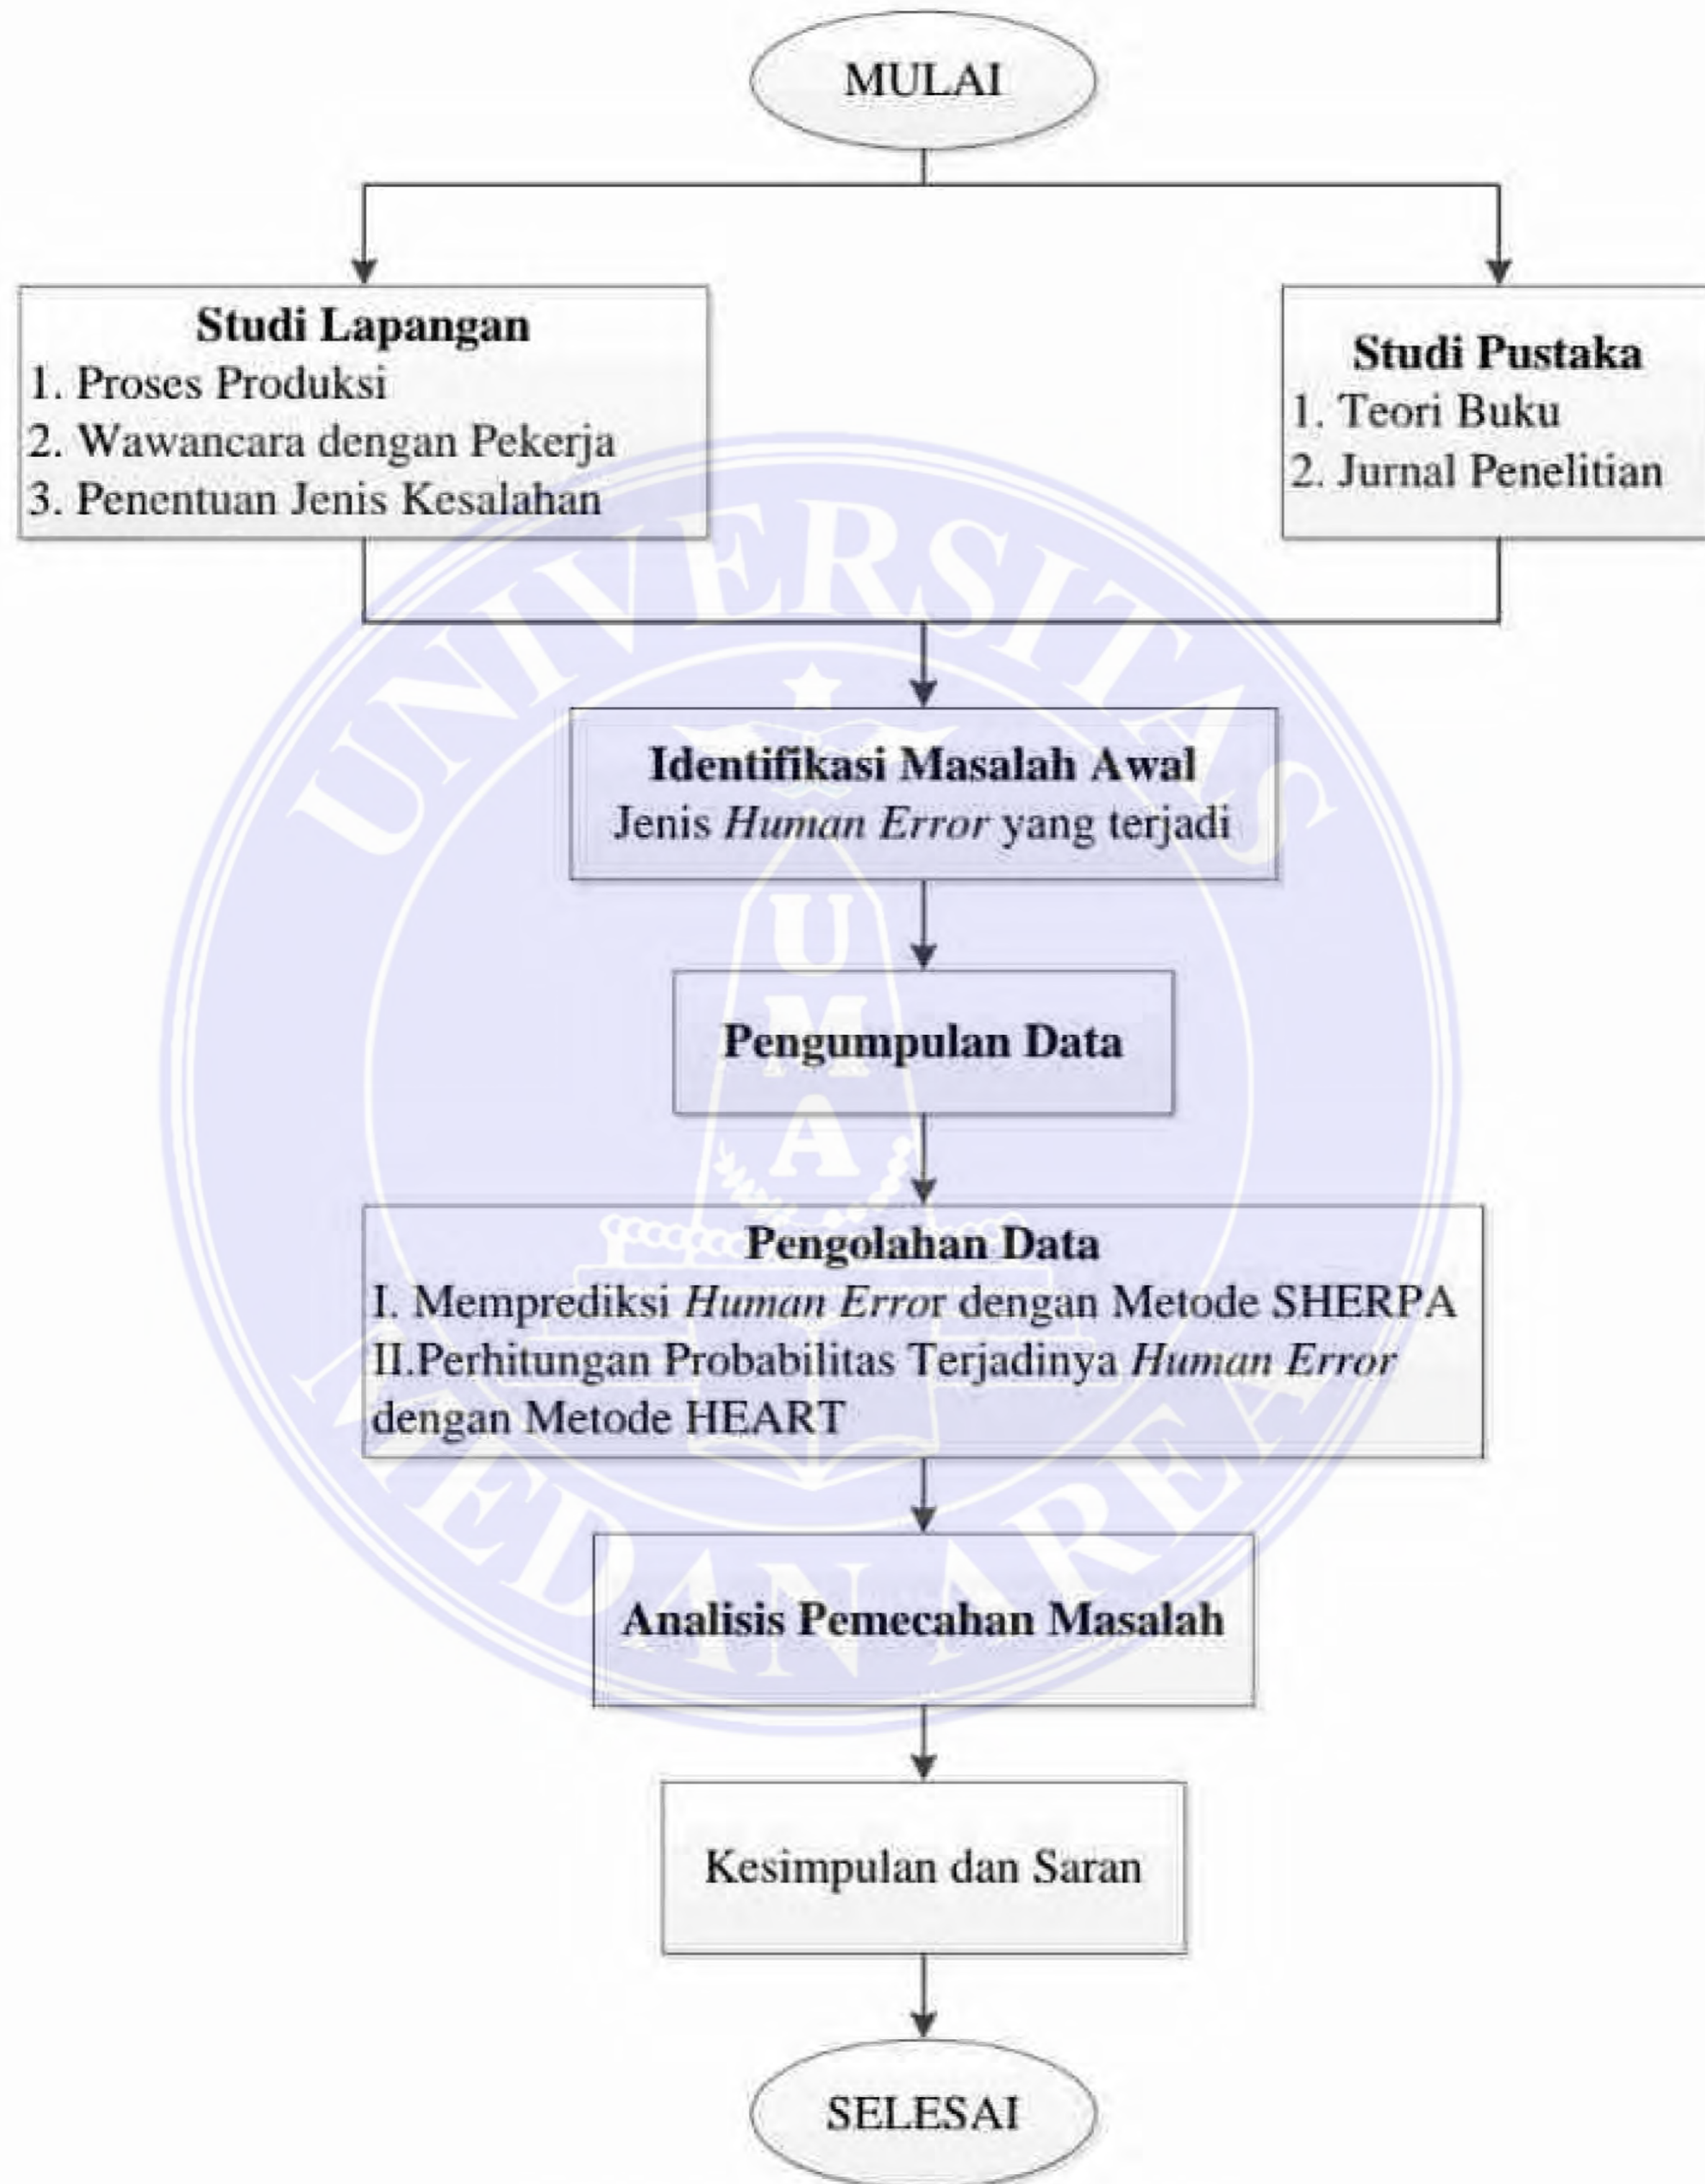 MULAI
Studi Lapangan
1. Proses Produksi
2. Wawancara dengan Pekerja
3. Penentuan Jenis Kesalahan
Studi Pustaka
1. Teori Buku
2. Jurnal Penelitian
Identifikasi Masalah Awal
Jenis Human Error yang terjadi
Pengumpulan Data
Pengolahan Data
I. Memprediksi Human Error dengan Metode SHERPA
II.Perhitungan Probabilitas Terjadinya Human Error
dengan Metode HEART
Analisis Pemecahan Masalah
Kesimpulan dan Saran
SELESAI
UNIVERSITAS
MEDAN AREA
U
M
A